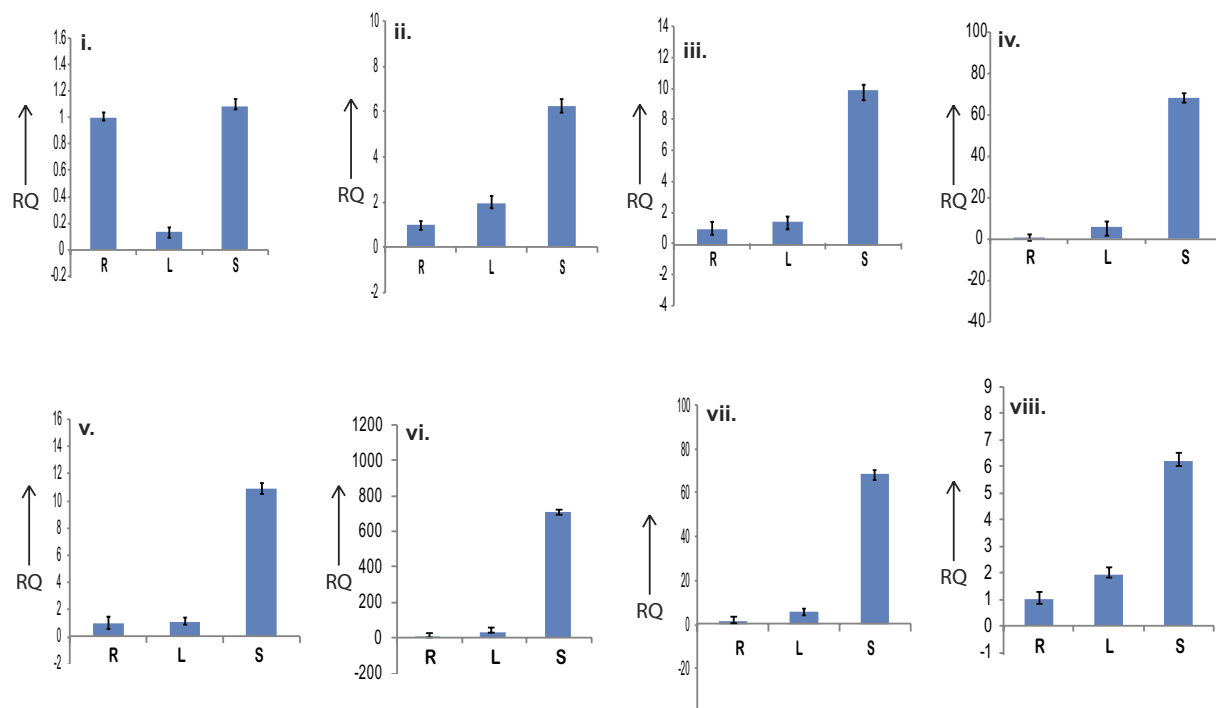 i.
1.6
1.4
1.2
1
0.8
0.6
0.4
0.2
0
-0.2
RQ
R L S
ii.
10
8
6
4
2
0
-2
RQ
R L S
iii.
14
12
10
8
6
4
2
0
-2
-4
RQ
R L S
iv.
100
80
60
40
20
0
-20
-40
RQ
R L S
v.
16
14
12
10
8
6
4
2
0
-2
RQ
R L S
vi.
1200
1000
800
600
400
200
0
-200
RQ
R L S
vii.
100
80
60
40
20
0
-20
RQ
R L S
viii.
9
8
7
6
5
4
3
2
1
0
-1
RQ
R L S